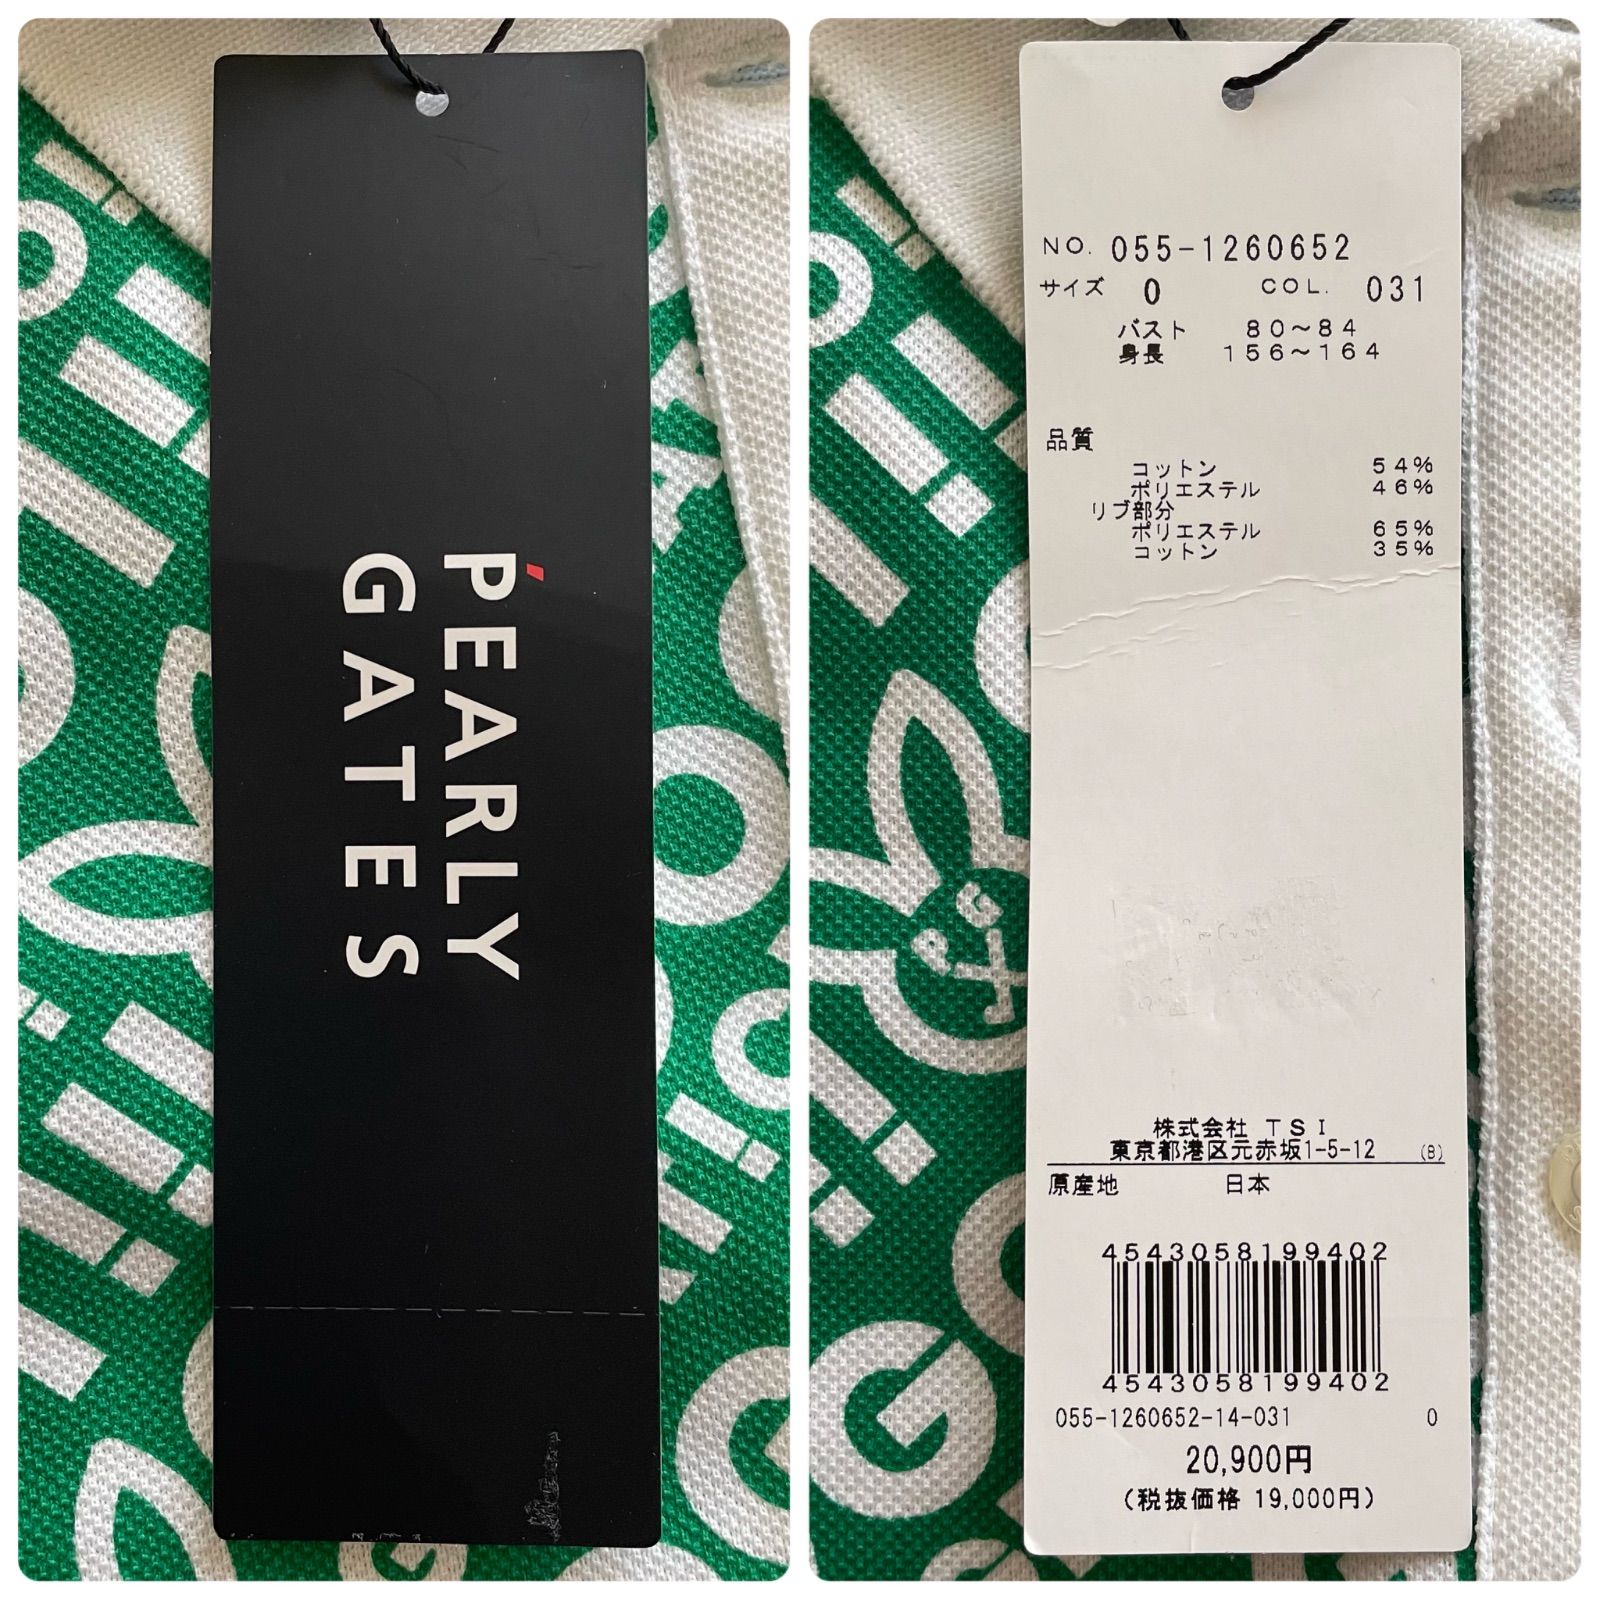 PEARLY
GATES
NO. 055-1260652
サイズ 0 COL. 031
バスト 80～84
身長 156～164
品質
コットン 54%
ポリエステル 46%
リブ部分
ポリエステル 65%
コットン 35%
株式会社 TSI
東京都港区元赤坂1-5-12 (B)
原産地 日本
4543058199402
4543058199402
055-1260652-14-031 0
20,900円
(税抜価格 19,000円)
PG
G
G